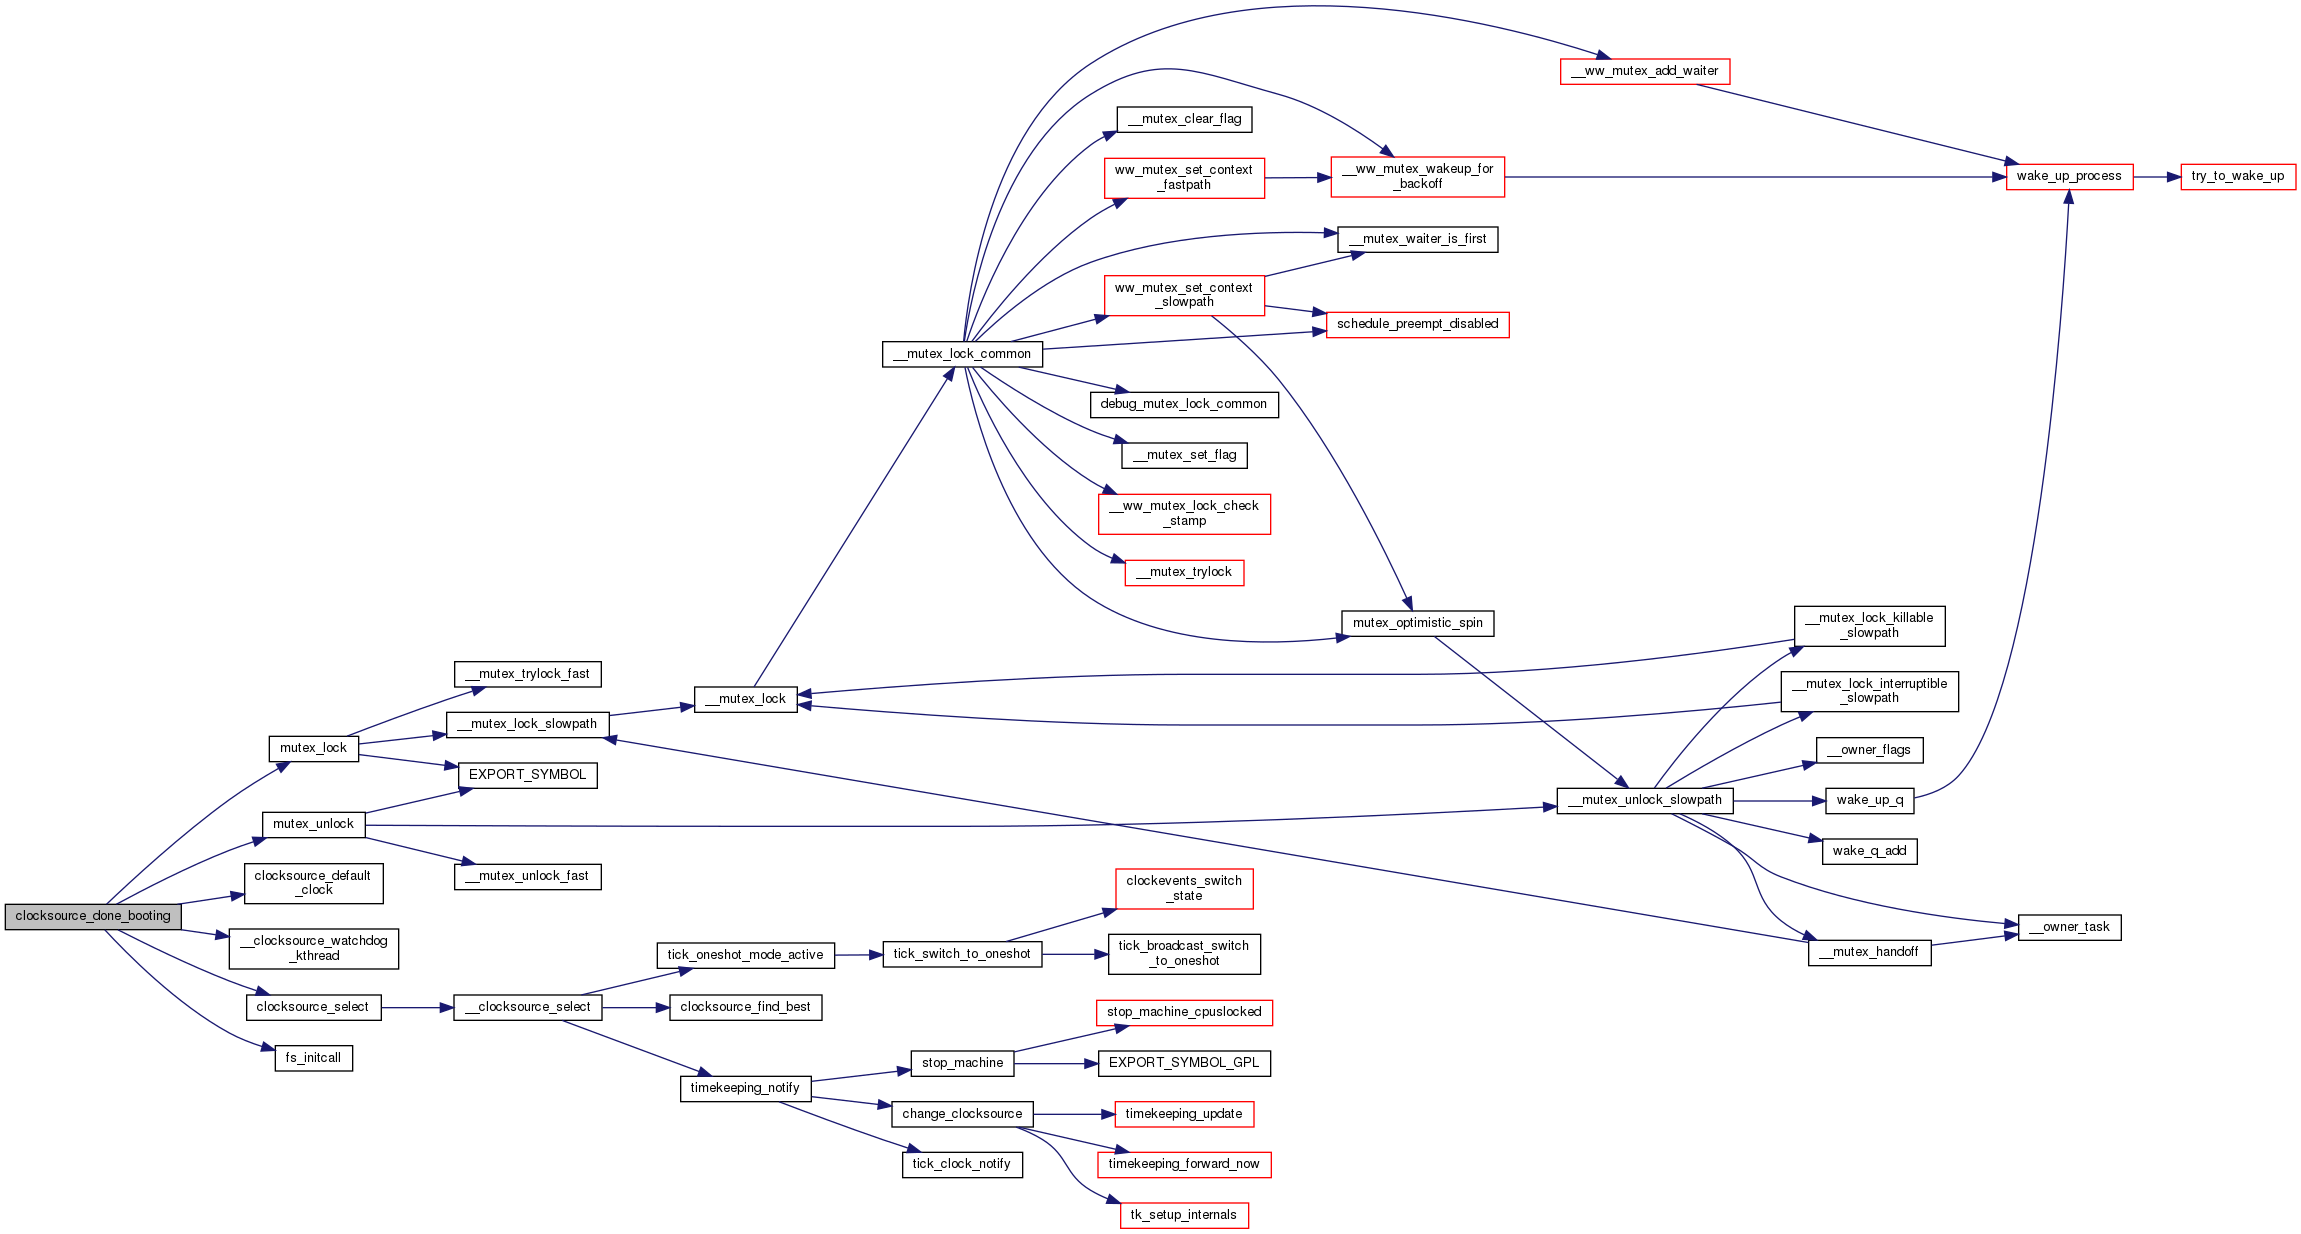 __ww_mutex_add_waiter
__mutex_clear_flag
ww_mutex_set_context
_fastpath
__ww_mutex_wakeup_for
_backoff
wake_up_process
try_to_wake_up
__mutex_waiter_is_first
ww_mutex_set_context
_slowpath
schedule_preempt_disabled
__mutex_lock_common
debug_mutex_lock_common
__mutex_set_flag
__ww_mutex_lock_check
_stamp
__mutex_trylock
mutex_optimistic_spin
__mutex_lock_killable
_slowpath
__mutex_trylock_fast
__mutex_lock
__mutex_lock_interruptible
_slowpath
__mutex_lock_slowpath
mutex_lock
EXPORT_SYMBOL
__owner_flags
__mutex_unlock_slowpath
wake_up_q
mutex_unlock
wake_q_add
__mutex_unlock_fast
clocksource_default
_clock
clockevents_switch
_state
clocksource_done_booting
__owner_task
__clocksource_watchdog
_kthread
tick_oneshot_mode_active
tick_switch_to_oneshot
tick_broadcast_switch
_to_oneshot
__mutex_handoff
clocksource_select
__clocksource_select
clocksource_find_best
stop_machine_cpuslocked
fs_initcall
stop_machine
EXPORT_SYMBOL_GPL
timekeeping_notify
change_clocksource
timekeeping_update
tick_clock_notify
timekeeping_forward_now
tk_setup_internals